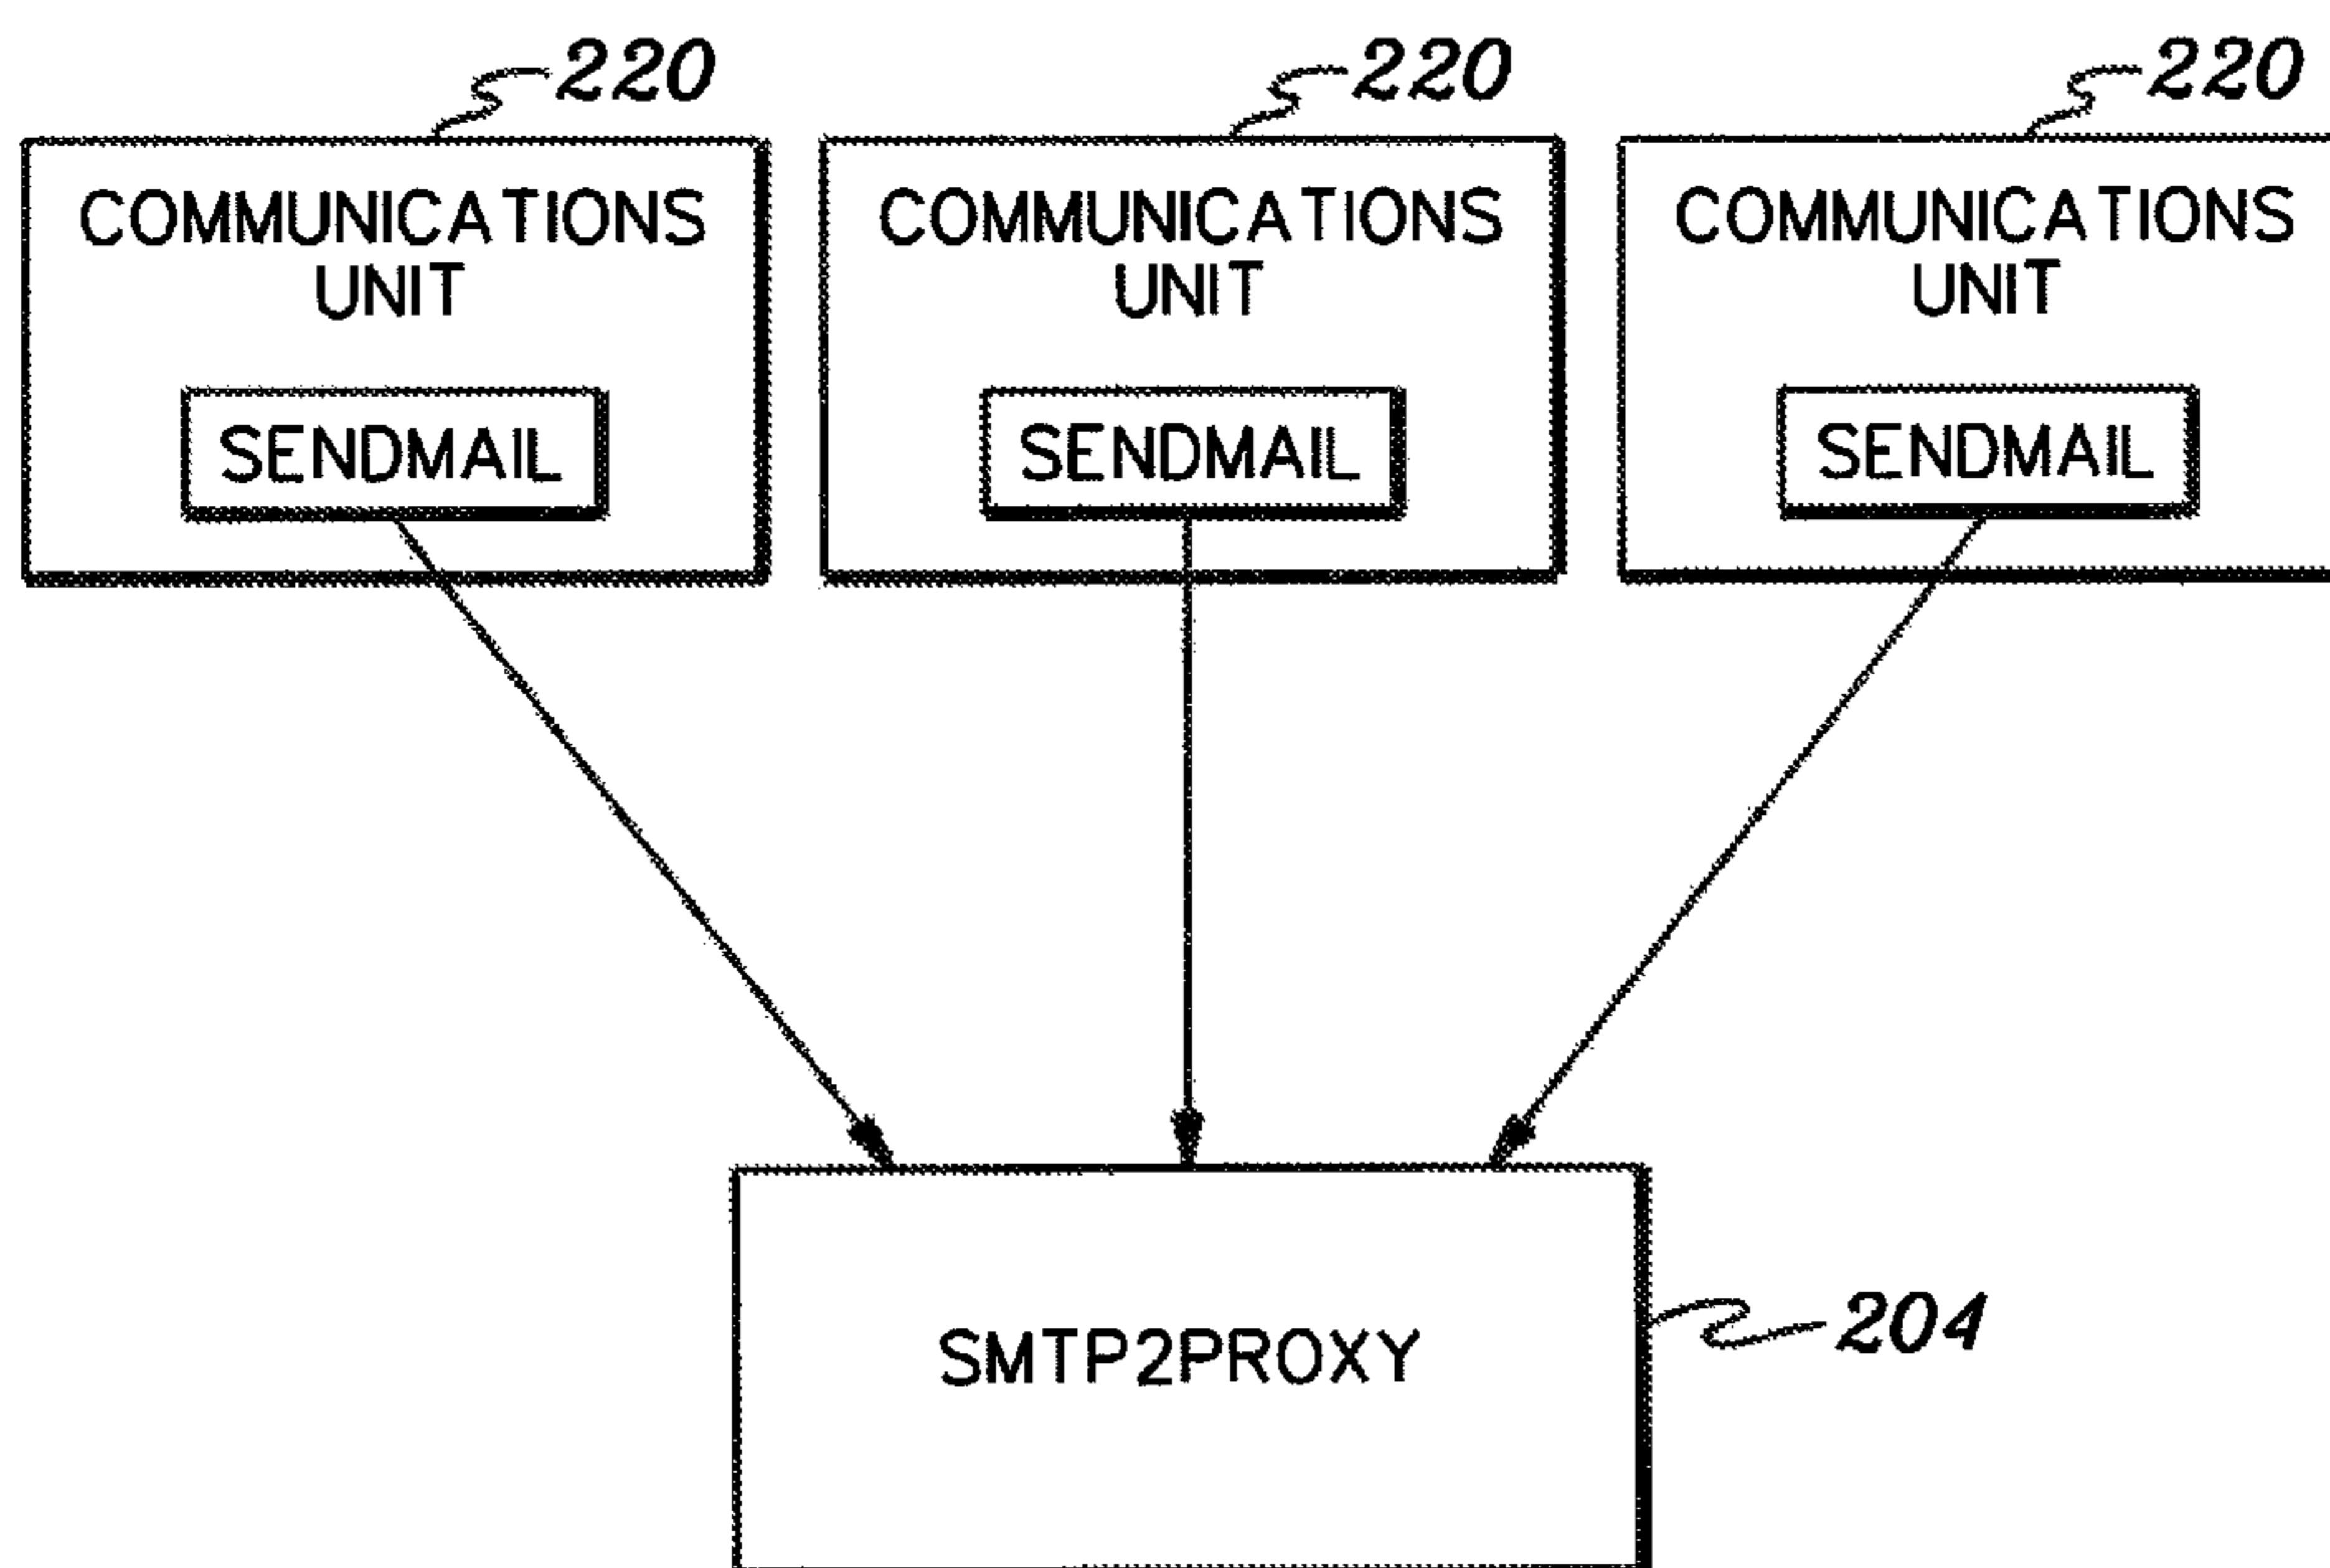 220 220 220
COMMUNICATIONS UNIT
SENDMAIL
COMMUNICATIONS UNIT
SENDMAIL
COMMUNICATIONS UNIT
SENDMAIL
SMTP2PROXY
204